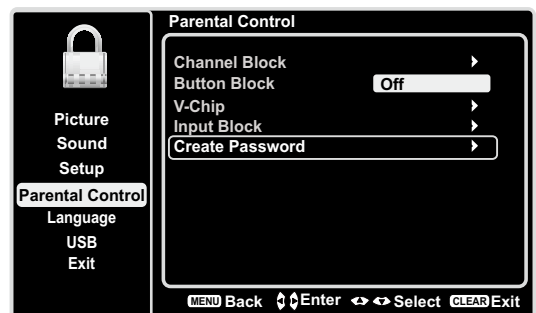 Parental Control
Channel Block
Button Block Off
V-Chip
Input Block
Create Password
Picture
Sound
Setup
Parental Control
Language
USB
Exit
MENU Back Enter Select CLEAR Exit